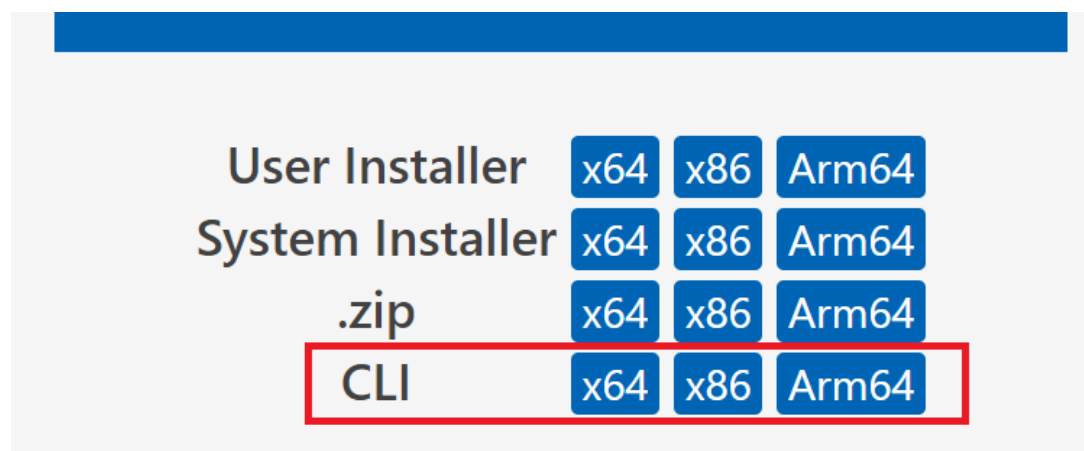 User Installer x64 x86 Arm64
System Installer x64 x86 Arm64
.zip x64 x86 Arm64
CLI x64 x86 Arm64